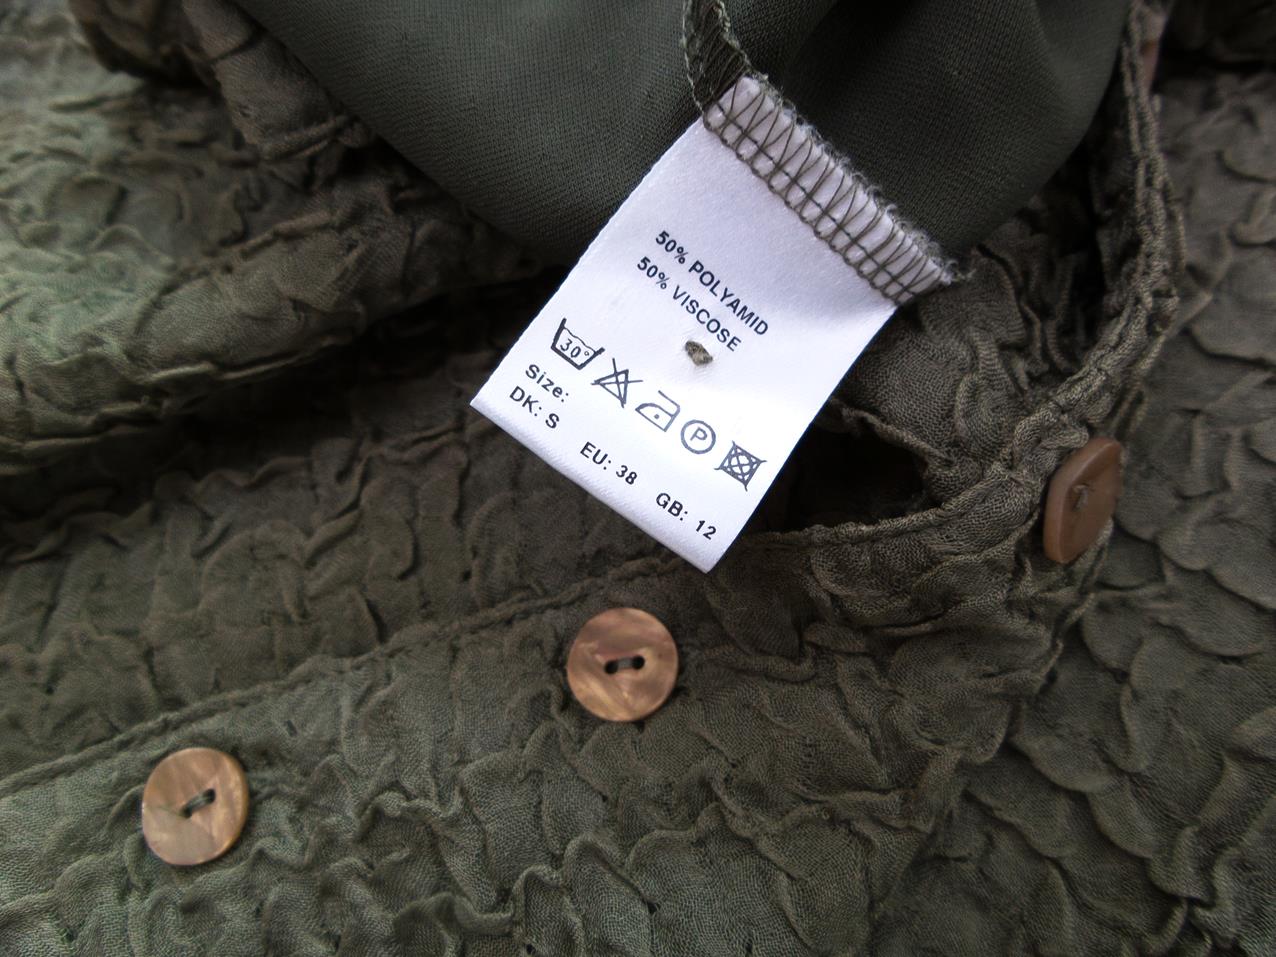 50% POLYAMID
50% VISCOSE
30° P
Size:
DK: S EU: 38 GB: 12